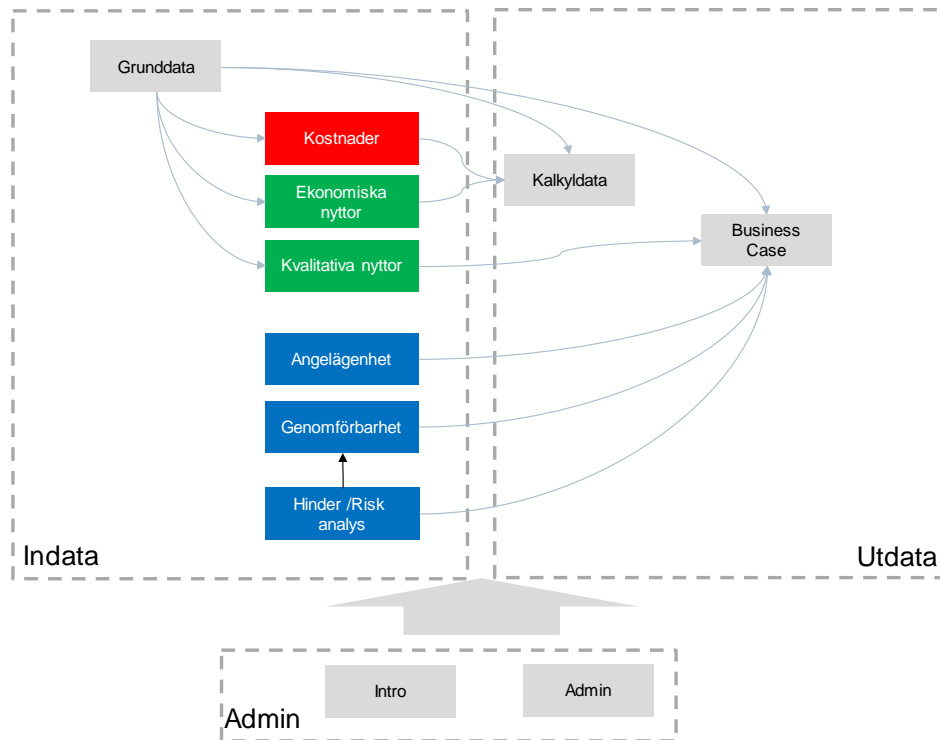 Grunddata
Kostnader
Ekonomiska
nyttor
Kvalitativa nyttor
Kalkyldata
Business
Case
Angelägenhet
Genomförbarhet
Hinder /Risk
analys
Indata
Utdata
Intro
Admin
Admin